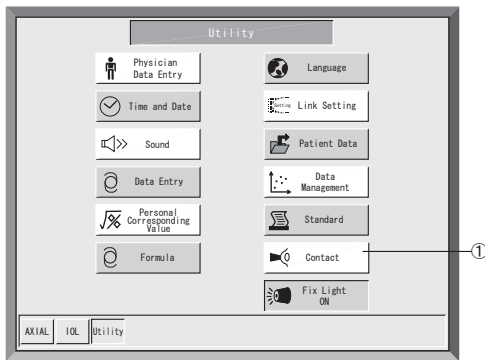 Utility
Physician
Data Entry
Time and Date
Sound
Data Entry
Personal
Corresponding
Value
Formula
Language
Setting
Link Setting
Patient Data
Data
Management
Standard
Contact
Fix Light
ON
①
AXIAL
IOL
Utility